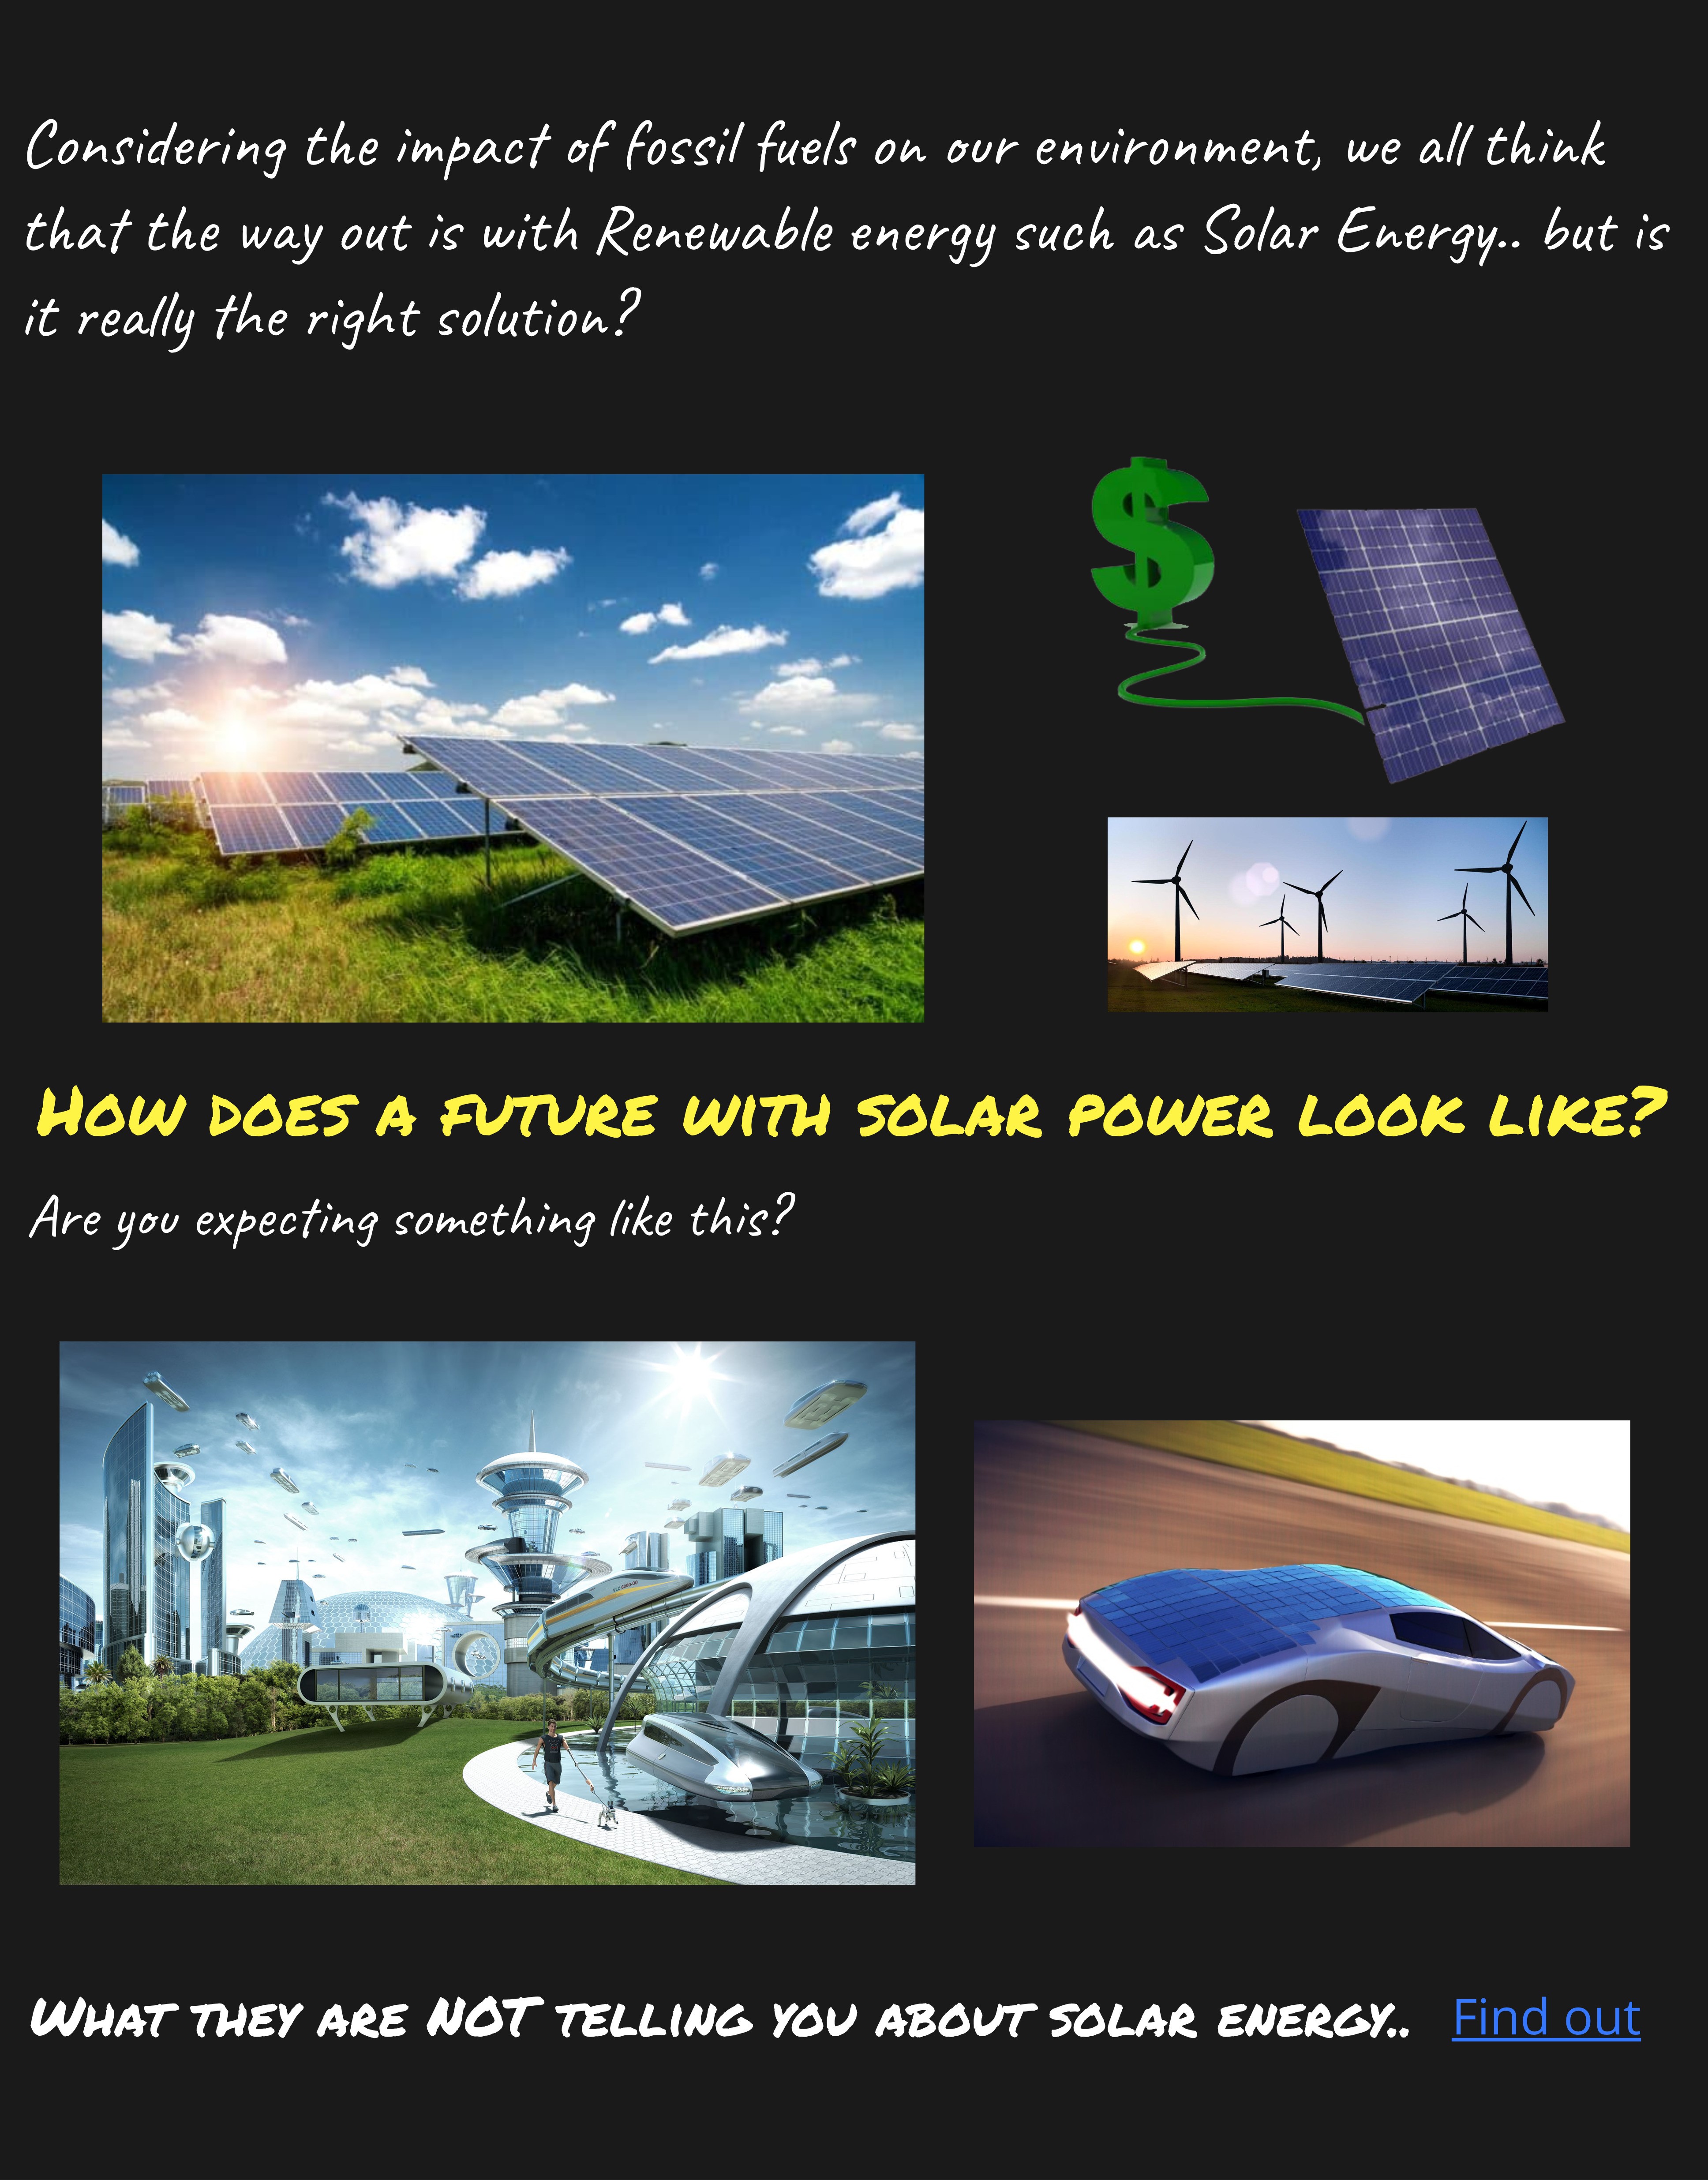 Considering the impact of fossil fuels on our environment, we all think
that the way out is with Renewable energy such as Solar Energy.. but is
it really the right solution?
$
How does a future with solar power look like?
Are you expecting something like this?
What they are NOT telling you about solar energy.. Find out